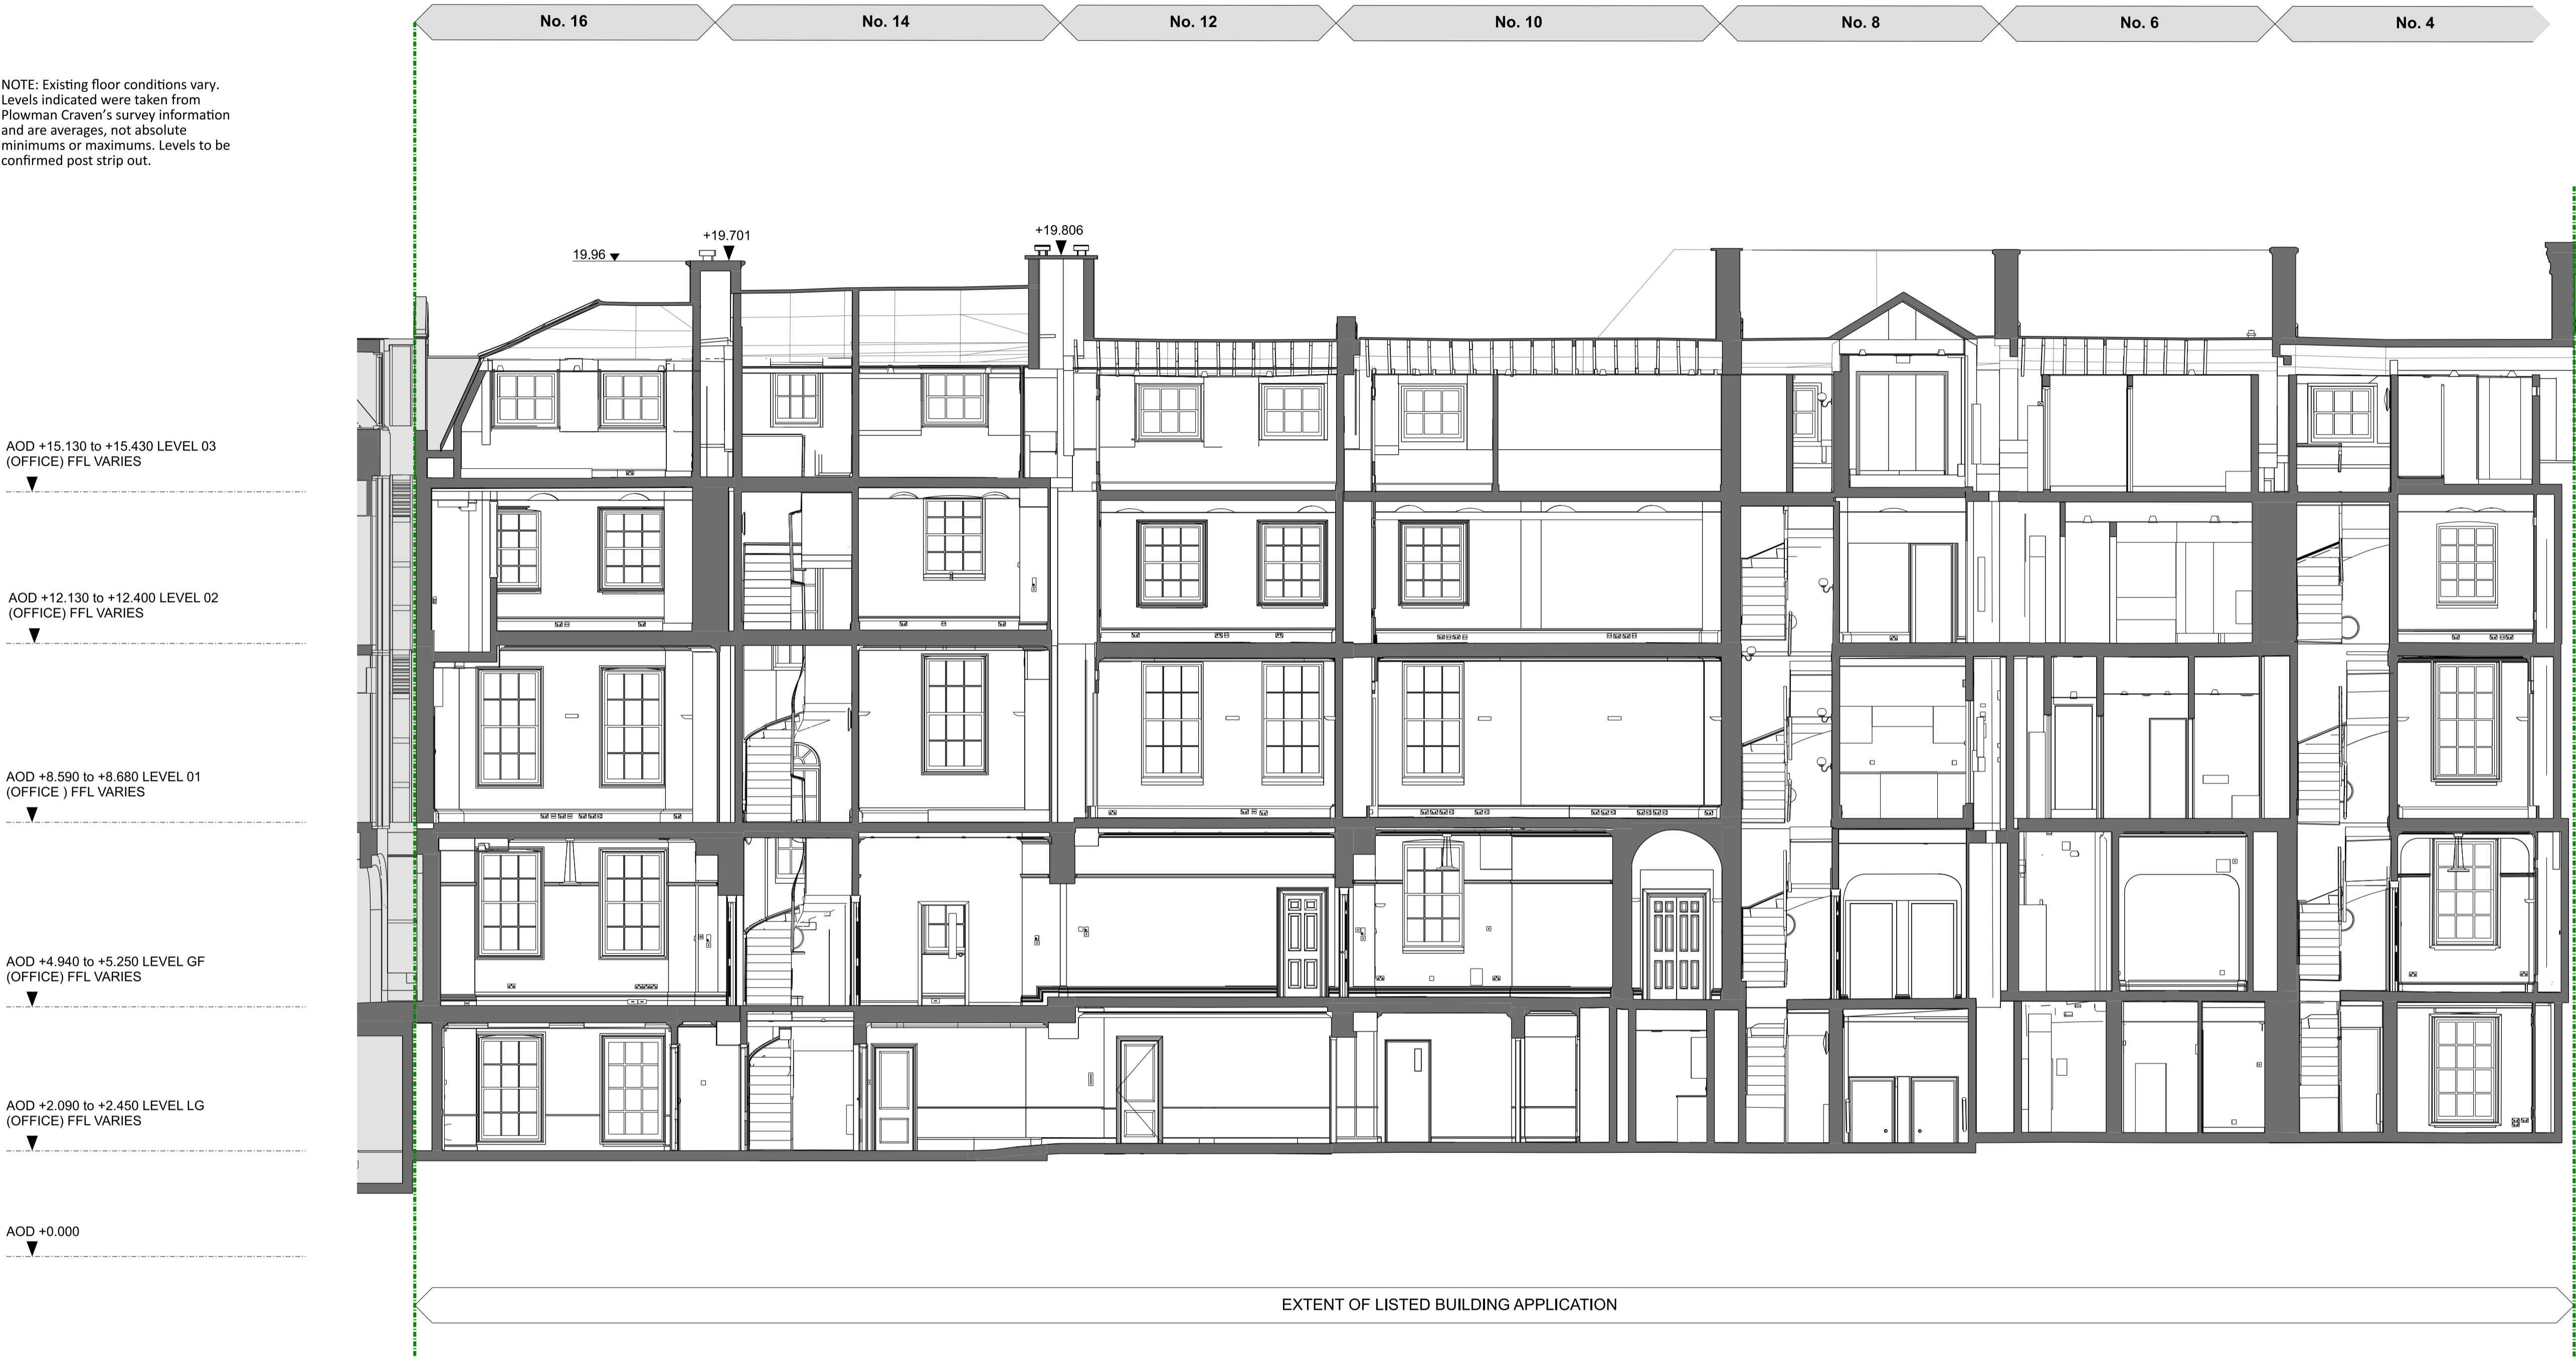 No. 16
No. 14
No. 12
No. 10
No. 8
No. 6
No. 4
NOTE: Existing floor conditions vary.
Levels indicated were taken from
Plowman Craven's survey information
and are averages, not absolute
minimums or maximums. Levels to be
confirmed post strip out.
+19.701
+19.806
19.96
AOD +15.130 to +15.430 LEVEL 03
(OFFICE) FFL VARIES
AOD +12.130 to +12.400 LEVEL 02
(OFFICE) FFL VARIES
AOD +8.590 to +8.680 LEVEL 01
(OFFICE ) FFL VARIES
AOD +4.940 to +5.250 LEVEL GF
(OFFICE) FFL VARIES
AOD +2.090 to +2.450 LEVEL LG
(OFFICE) FFL VARIES
AOD +0.000
EXTENT OF LISTED BUILDING APPLICATION